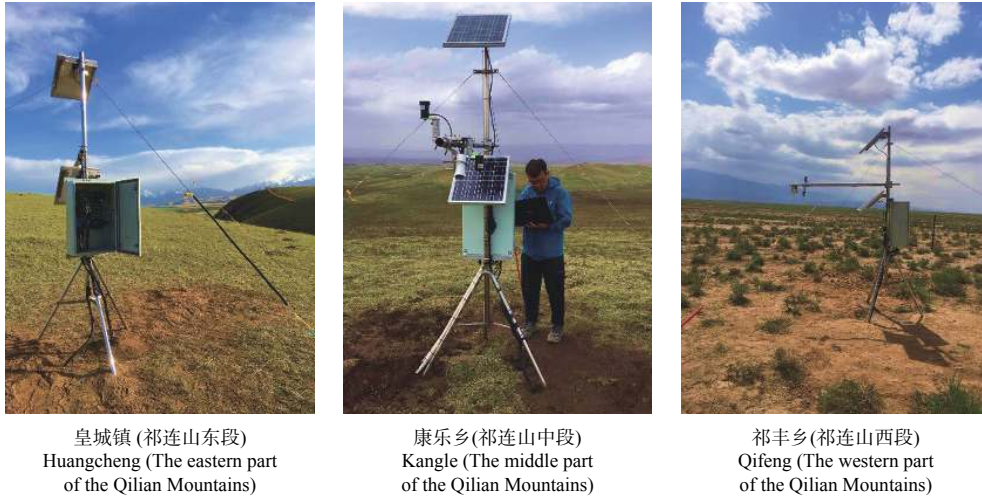 皇城镇 (祁连山东段)
Huangcheng (The eastern part
of the Qilian Mountains)
康乐乡(祁连山中段)
Kangle (The middle part
of the Qilian Mountains)
祁丰乡(祁连山西段)
Qifeng (The western part
of the Qilian Mountains)